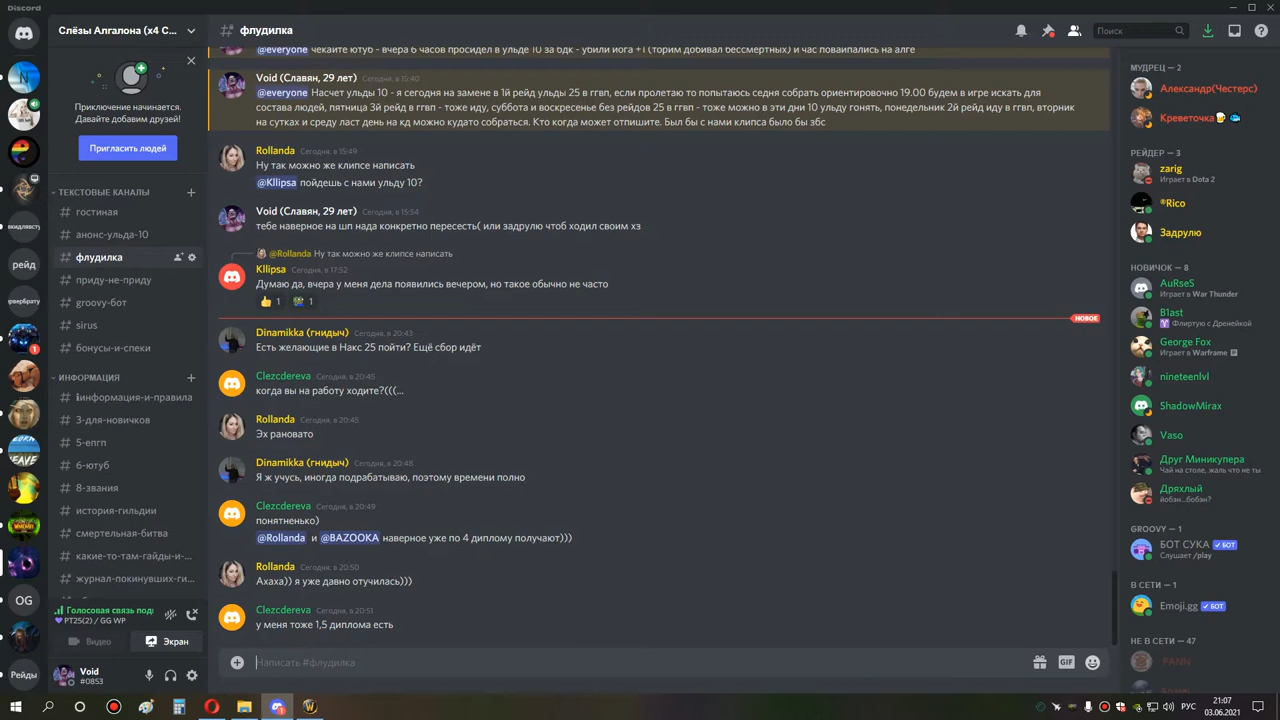 Discord
Слёзы Алгалона (x4 С...
флудилка
Поиск
Приключение начинается.
Давайте добавим друзей!
Пригласить людей
ТЕКСТОВЫЕ КАНАЛЫ
гостиная
анонс-ульда-10
флудилка
приду-не-приду
groovy-бот
sirus
бонусы-и-спеки
ИНФОРМАЦИЯ
информация-и-правила
3-для-новичков
5-епгп
6-ютуб
8-звания
история-гильдии
смертельная-битва
какие-то-там-гайды-и-...
журнал-покинувших-ги...
рейд
OG
Рейды
1
Голосовая связь под
PT25(2) / GG WP
Видео
Экран
Void
#0853
@everyone чекайте ютуб - вчера 6 часов просидел в ульде 10 за бдк - убили йога +1 (торим добивал бессмертных) и час повайпались на алге
Void (Славян, 29 лет) Сегодня, в 15:40
@everyone Насчет ульды 10 - я сегодня на замене в 1й рейд ульды 25 в ггвп, если пролетаю то попытаюсь седня собрать ориентировочно 19.00 будем в игре искать для
состава людей, пятница 3й рейд в ггвп - тоже иду, суббота и воскресенье без рейдов 25 в ггвп - тоже можно в эти дни 10 ульду гонять, понедельник 2й рейд иду в ггвп, вторник
на сутках и среду ласт день на кд можно кудато собраться. Кто когда может отпишите. Был бы с нами клипса было бы збс
Rollanda Сегодня, в 15:49
Ну так можно же клипсе написать
@Kllipsa пойдешь с нами ульду 10?
Void (Славян, 29 лет) Сегодня, в 15:54
тебе наверное на шп нада конкретно пересесть( или задрулю чтоб ходил своим хз
@Rollanda Ну так можно же клипсе написать
Kllipsa Сегодня, в 17:52
Думаю да, вчера у меня дела появились вечером, но такое обычно не часто
1 1
НОВОЕ
Dinamikka (гнидыч) Сегодня, в 20:43
Есть желающие в Накс 25 пойти? Ещё сбор идёт
Clezcdereva Сегодня, в 20:45
когда вы на работу ходите?(((...
Rollanda Сегодня, в 20:45
Эх рановато
Dinamikka (гнидыч) Сегодня, в 20:48
Я ж учусь, иногда подрабатываю, поэтому времени полно
Clezcdereva Сегодня, в 20:49
понятненько)
@Rollanda и @BAZOOKA наверное уже по 4 диплому получают)))
Rollanda Сегодня, в 20:50
Ахаха)) я уже давно отучилась)))
Clezcdereva Сегодня, в 20:51
у меня тоже 1,5 диплома есть
Написать #флудилка
GIF
МУДРЕЦ — 2
Александр(Честерс)
Креветочка
РЕЙДЕР — 3
zarig
Играет в Dota 2
®Rico
Задрулю
НОВИЧОК — 8
AuRseS
Играет в War Thunder
B1ast
Флиртую с Дренейкой
George Fox
Играет в Warframe
nineteenlvl
ShadowMirax
Vaso
Друг Миникупера
Чай на столе, жаль что не ты
Дряхлый
йобэн...бобэн?
GROOVY — 1
БОТ СУКА БОТ
Слушает /play
В СЕТИ — 1
Emoji.gg БОТ
НЕ В СЕТИ — 47
PANN
РУС
21:07
03.06.2021